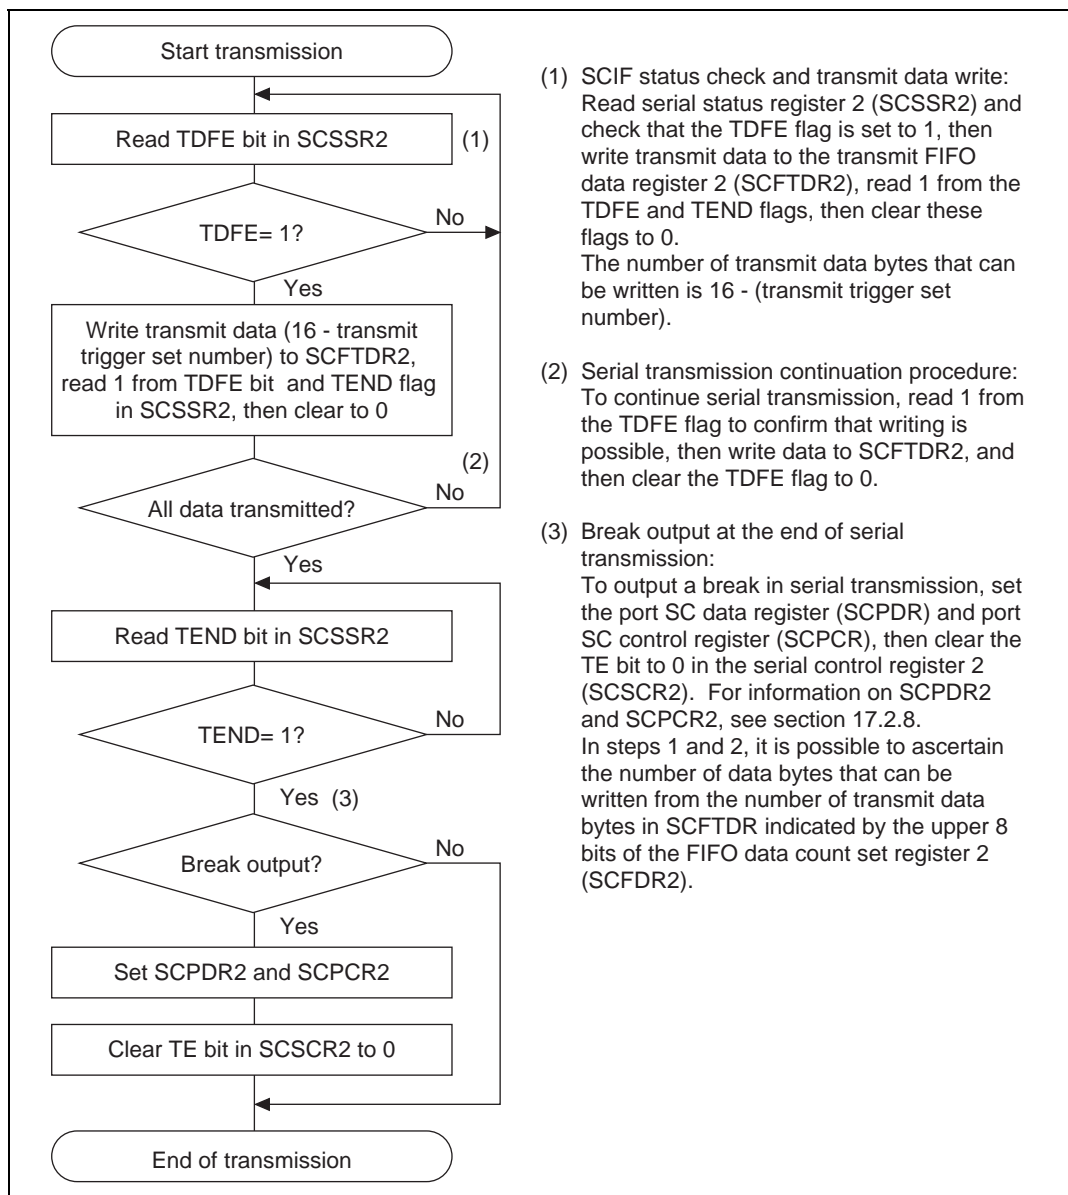 Start transmission
Read TDFE bit in SCSSR2
(1)
TDFE= 1?
No
Yes
Write transmit data (16 - transmit
trigger set number) to SCFTDR2,
read 1 from TDFE bit and TEND flag
in SCSSR2, then clear to 0
(2)
All data transmitted?
No
Yes
Read TEND bit in SCSSR2
TEND= 1?
No
Yes (3)
Break output?
No
Yes
Set SCPDR2 and SCPCR2
Clear TE bit in SCSCR2 to 0
End of transmission
(1) SCIF status check and transmit data write:
Read serial status register 2 (SCSSR2) and
check that the TDFE flag is set to 1, then
write transmit data to the transmit FIFO
data register 2 (SCFTDR2), read 1 from the
TDFE and TEND flags, then clear these
flags to 0.
The number of transmit data bytes that can
be written is 16 - (transmit trigger set
number).
(2) Serial transmission continuation procedure:
To continue serial transmission, read 1 from
the TDFE flag to confirm that writing is
possible, then write data to SCFTDR2, and
then clear the TDFE flag to 0.
(3) Break output at the end of serial
transmission:
To output a break in serial transmission, set
the port SC data register (SCPDR) and port
SC control register (SCPCR), then clear the
TE bit to 0 in the serial control register 2
(SCSCR2). For information on SCPDR2
and SCPCR2, see section 17.2.8.
In steps 1 and 2, it is possible to ascertain
the number of data bytes that can be
written from the number of transmit data
bytes in SCFTDR indicated by the upper 8
bits of the FIFO data count set register 2
(SCFDR2).